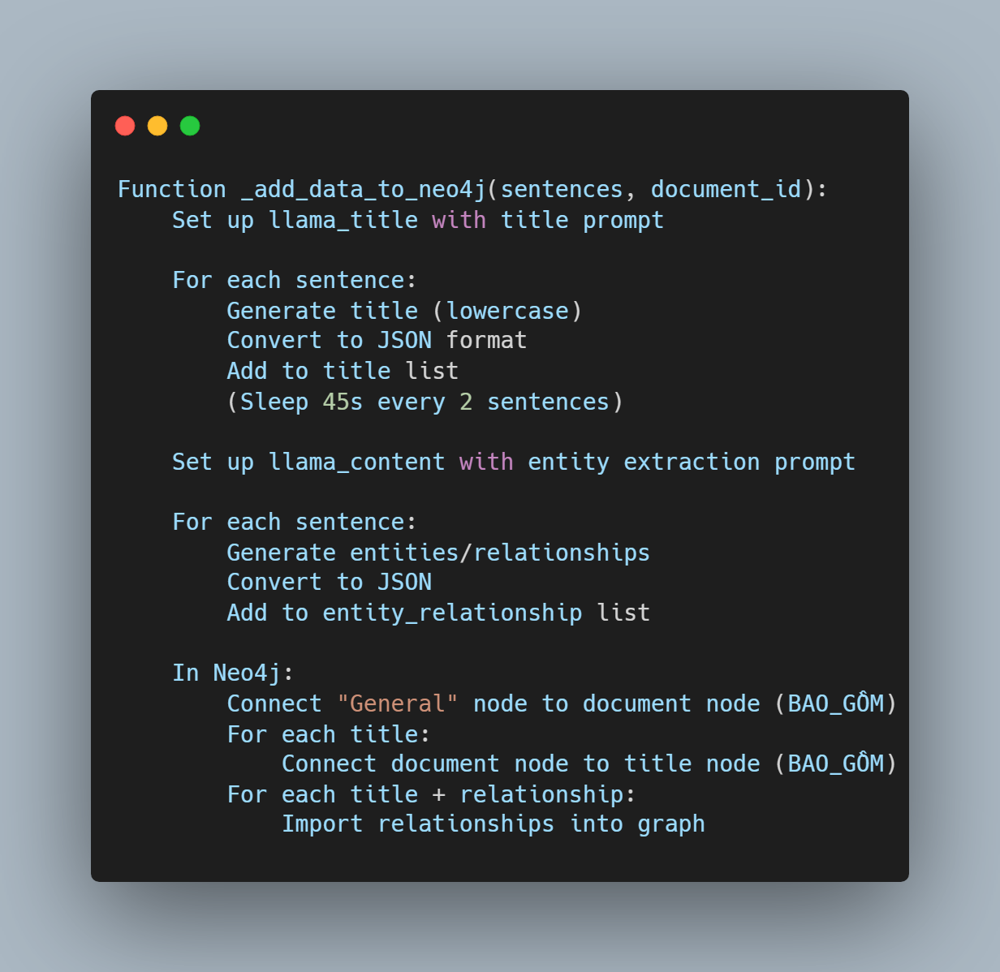 Function _add_data_to_neo4j(sentences, document_id):
Set up llama_title with title prompt
For each sentence:
Generate title (lowercase)
Convert to JSON format
Add to title list
(Sleep 45s every 2 sentences)
Set up llama_content with entity extraction prompt
For each sentence:
Generate entities/relationships
Convert to JSON
Add to entity_relationship list
In Neo4j:
Connect "General" node to document node (BAO_GÔM)
For each title:
Connect document node to title node (BAO_GÔM)
For each title + relationship:
Import relationships into graph